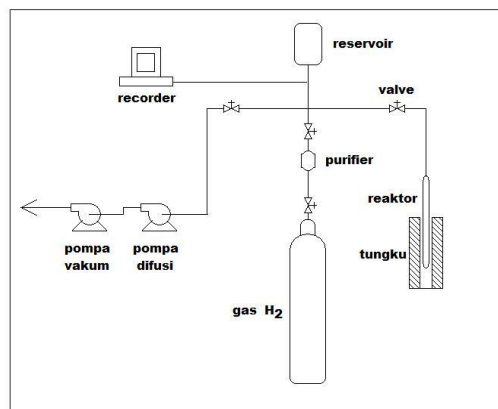 reservoir
recorder
valve
purifier
reaktor
pompa
vakum
pompa
difusi
tungku
gas H2